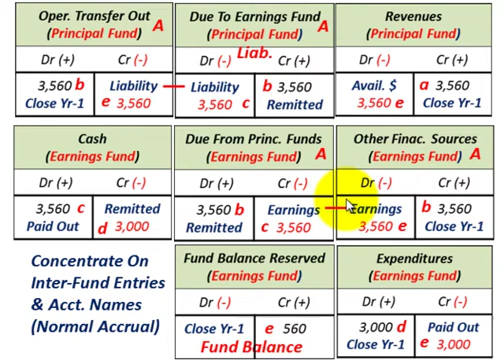 Oper. Transfer Out
(Principal Fund) A
Dr (+) Cr (-)
3,560 b Liability
Close Yr-1 e 3,560
Due To Earnings Fund
(Principal Fund) A
Liab.
Dr (-) Cr (+)
Liability b 3,560
3,560 c Remitted
Revenues
(Principal Fund)
Dr (-) Cr (+)
Avail. $ a 3,560
3,560 e Close Yr-1
Cash
(Earnings Fund)
Dr (+) Cr (-)
3,560 c Remitted
Paid Out d 3,000
Due From Princ. Funds
(Earnings Fund) A
Dr (+) Cr (-)
3,560 b Earnings
Remitted c 3,560
Other Finac. Sources
(Earnings Fund) A
Dr (-) Cr (+)
Earnings b 3,560
3,560 e Close Yr-1
Concentrate On
Inter-Fund Entries
& Acct. Names
(Normal Accrual)
Fund Balance Reserved
(Earnings Fund)
Dr (-) Cr (+)
Close Yr-1 e 560
Fund Balance
Expenditures
(Earnings Fund)
Dr (+) Cr (-)
3,000 d Paid Out
Close Yr-1 e 3,000